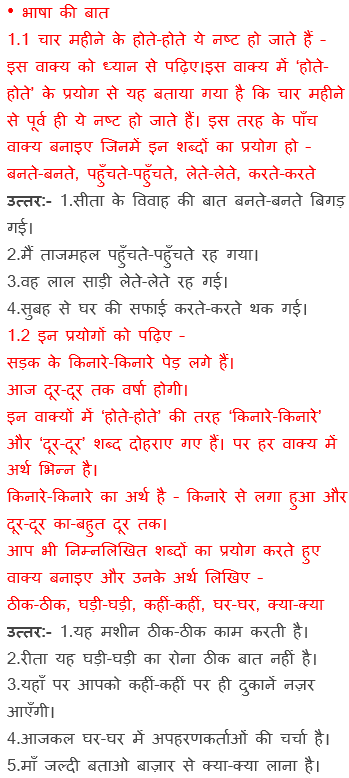 • भाषा की बात
1.1 चार महीने के होते-होते ये नष्ट हो जाते हैं -
इस वाक्य को ध्यान से पढ़िए।इस वाक्य में ‘होते-
होते’ के प्रयोग से यह बताया गया है कि चार महीने
से पूर्व ही ये नष्ट हो जाते हैं। इस तरह के पाँच
वाक्य बनाइए जिनमें इन शब्दों का प्रयोग हो -
बनते-बनते, पहुँचते-पहुँचते, लेते-लेते, करते-करते
उत्तर:- 1.सीता के विवाह की बात बनते-बनते बिगड़
गई।
2.मैं ताजमहल पहुँचते-पहुँचते रह गया।
3.वह लाल साड़ी लेते-लेते रह गई।
4.सुबह से घर की सफाई करते-करते थक गई।
1.2 इन प्रयोगों को पढ़िए -
सड़क के किनारे-किनारे पेड़ लगे हैं।
आज दूर-दूर तक वर्षा होगी।
इन वाक्यों में ‘होते-होते’ की तरह ‘किनारे-किनारे’
और ‘दूर-दूर’ शब्द दोहराए गए हैं। पर हर वाक्य में
अर्थ भिन्न है।
किनारे-किनारे का अर्थ है - किनारे से लगा हुआ और
दूर-दूर का-बहुत दूर तक।
आप भी निम्नलिखित शब्दों का प्रयोग करते हुए
वाक्य बनाइए और उनके अर्थ लिखिए -
ठीक-ठीक, घड़ी-घड़ी, कहीं-कहीं, घर-घर, क्या-क्या
उत्तर:- 1.यह मशीन ठीक-ठीक काम करती है।
2.रीता यह घड़ी-घड़ी का रोना ठीक बात नहीं है।
3.यहाँ पर आपको कहीं-कहीं पर ही दुकानें नज़र
आएँगी।
4.आजकल घर-घर में अपहरणकर्ताओं की चर्चा है।
5.माँ जल्दी बताओ बाज़ार से क्या-क्या लाना है।